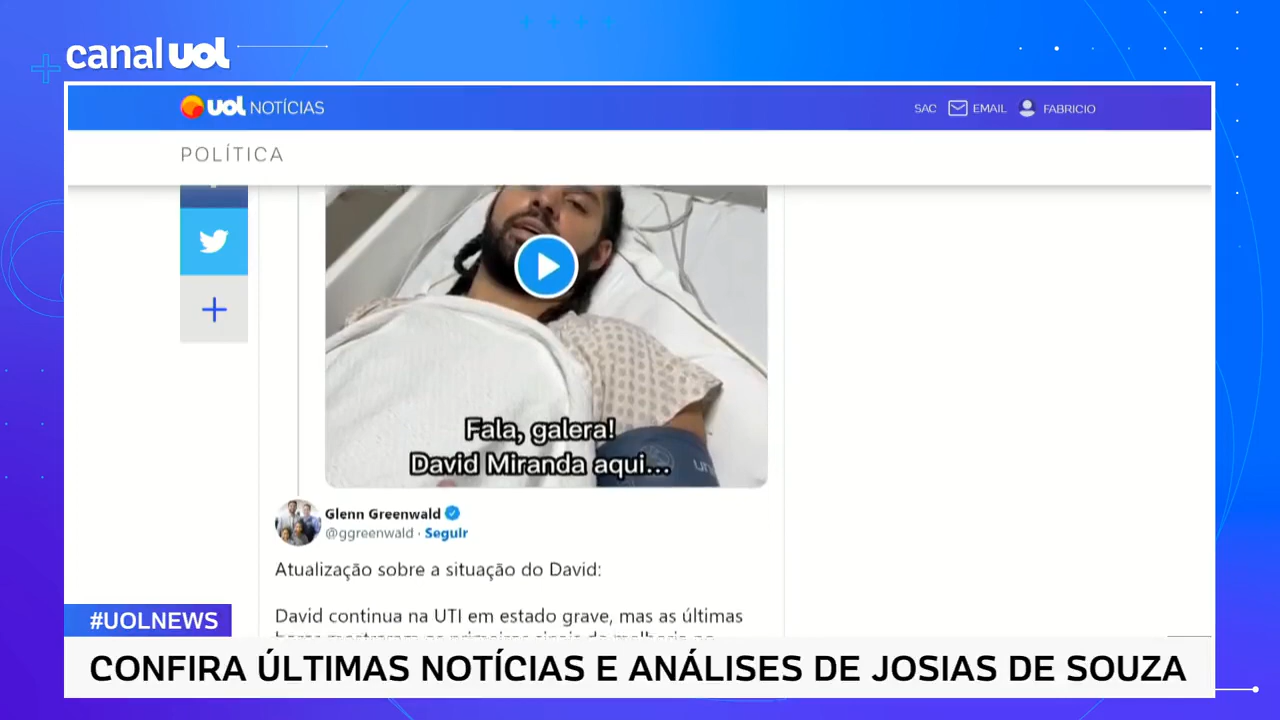 canal uol
uol NOTÍCIAS
SAC
EMAIL
FABRICIO
POLÍTICA
Fala, galera!
David Miranda aqui...
Glenn Greenwald
@ggreenwald · Seguir
Atualização sobre a situação do David:
David continua na UTI em estado grave, mas as últimas
#UOLNEWS
CONFIRA ÚLTIMAS NOTÍCIAS E ANÁLISES DE JOSIAS DE SOUZA